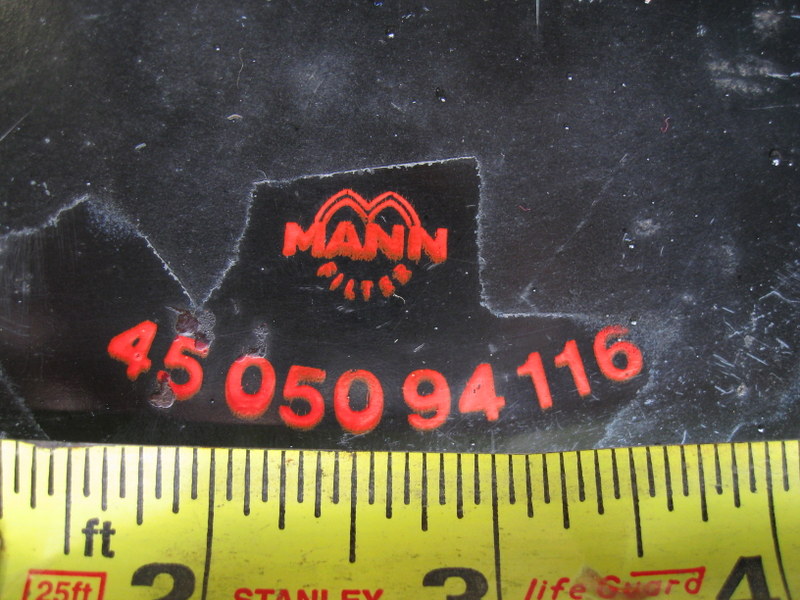 MANN
FILTER
45 050 94 116
ft
25ft 2 STANLEY 3 life Guard 4